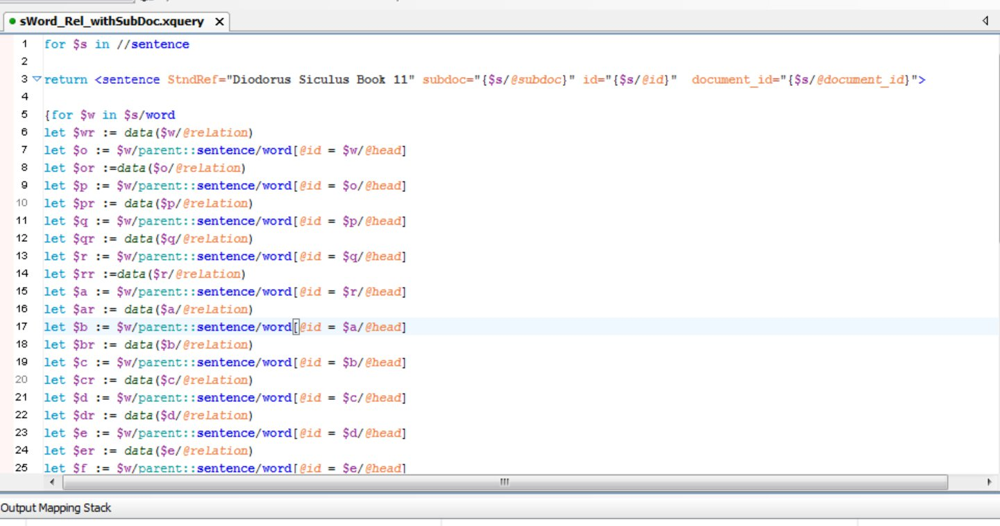 sWord_Rel_withSubDoc.xquery
1 for $s in //sentence
2
3 return <sentence StndRef="Diodorus Siculus Book 11" subdoc="{$s/@subdoc}" id="{$s/@id}"  document_id="{$s/@document_id}">
4
5 {for $w in $s/word
6 let $wr := data($w/@relation)
7 let $o := $w/parent::sentence/word[@id = $w/@head]
8 let $or :=data($o/@relation)
9 let $p := $w/parent::sentence/word[@id = $o/@head]
10 let $pr := data($p/@relation)
11 let $q := $w/parent::sentence/word[@id = $p/@head]
12 let $qr := data($q/@relation)
13 let $r := $w/parent::sentence/word[@id = $q/@head]
14 let $rr :=data($r/@relation)
15 let $a := $w/parent::sentence/word[@id = $r/@head]
16 let $ar := data($a/@relation)
17 let $b := $w/parent::sentence/word[@id = $a/@head]
18 let $br := data($b/@relation)
19 let $c := $w/parent::sentence/word[@id = $b/@head]
20 let $cr := data($c/@relation)
21 let $d := $w/parent::sentence/word[@id = $c/@head]
22 let $dr := data($d/@relation)
23 let $e := $w/parent::sentence/word[@id = $d/@head]
24 let $er := data($e/@relation)
25 let $f := $w/parent::sentence/word[@id = $e/@head]
Output Mapping Stack